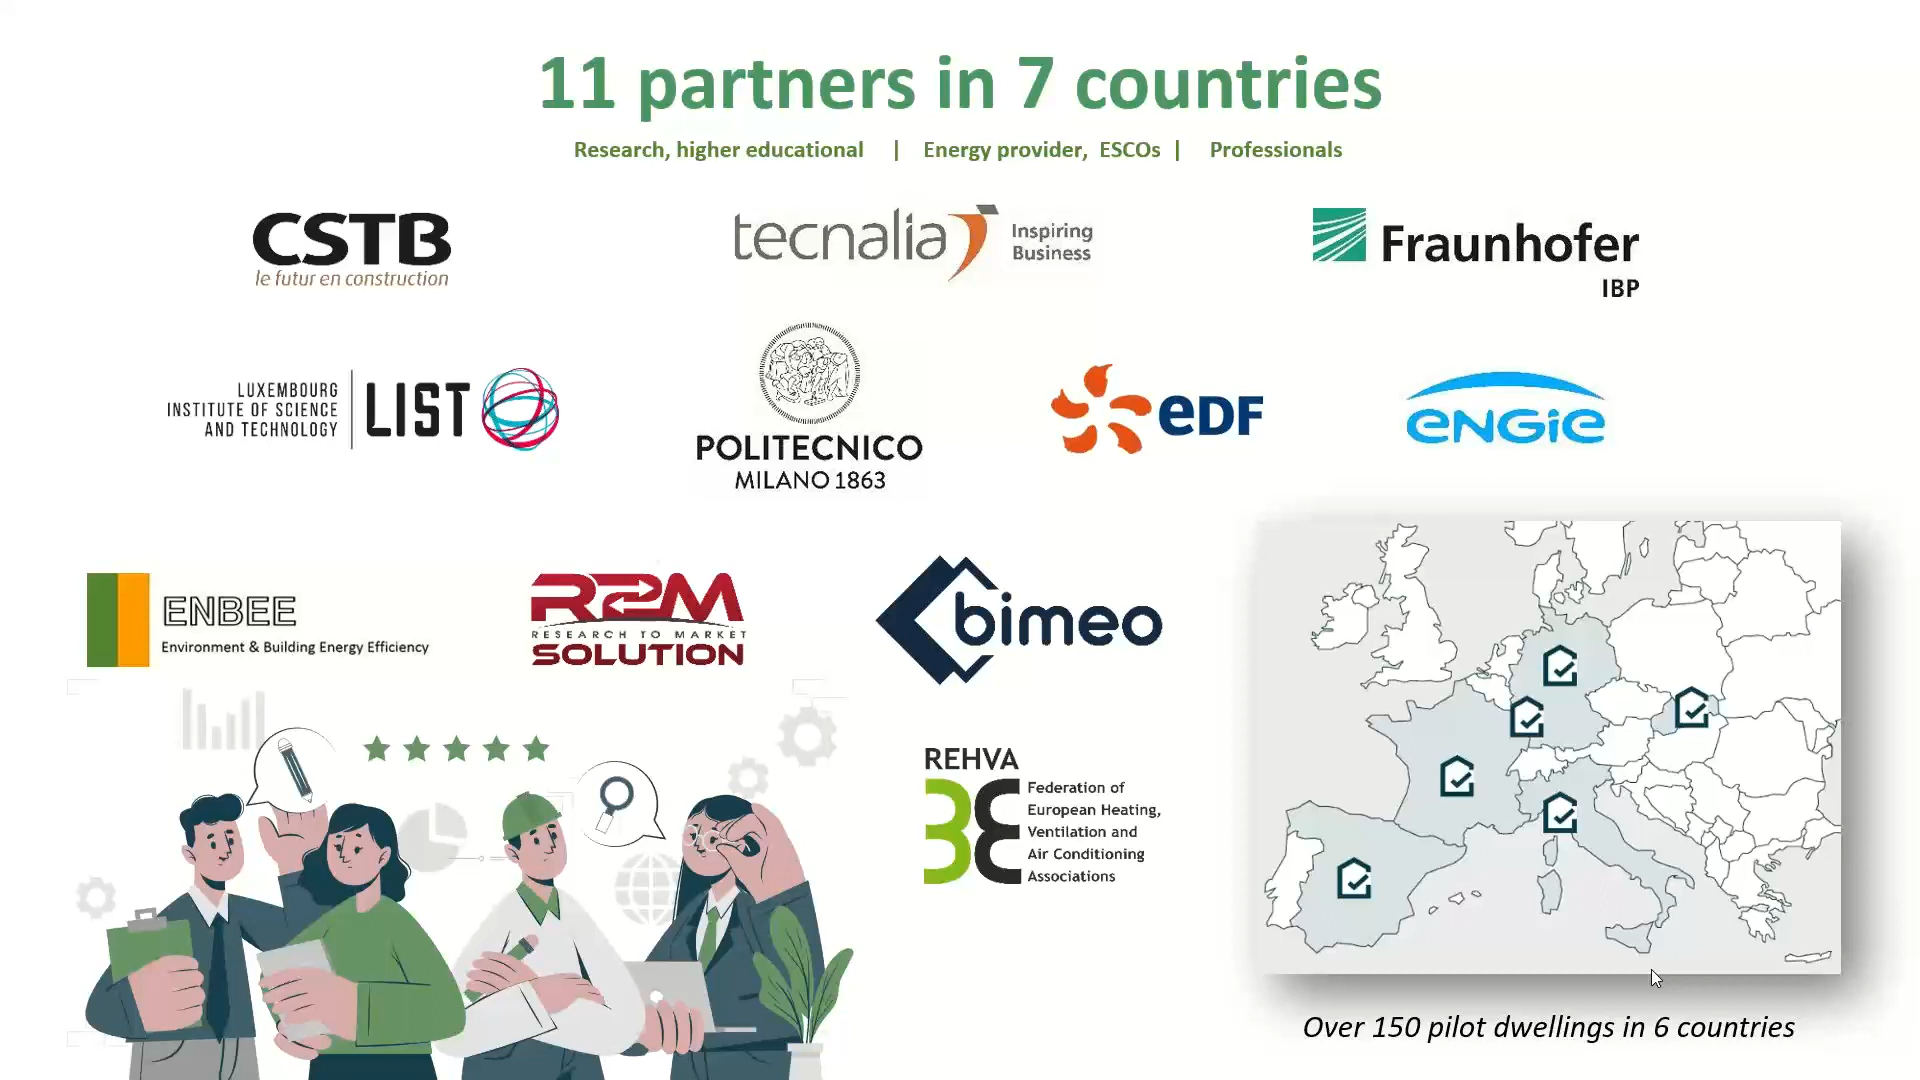 11 partners in 7 countries
Research, higher educational | Energy provider, ESCOs | Professionals
CSTB
le futur en construction
tecnalia
Inspiring
Business
Fraunhofer
IBP
LUXEMBOURG
INSTITUTE OF SCIENCE
AND TECHNOLOGY
LIST
POLITECNICO
MILANO 1863
eDF
ENGIE
ENBEE
Environment & Building Energy Efficiency
R2M
RESEARCH TO MARKET
SOLUTION
bimeo
REHVA
Federation of
European Heating,
Ventilation and
Air Conditioning
Associations
Over 150 pilot dwellings in 6 countries